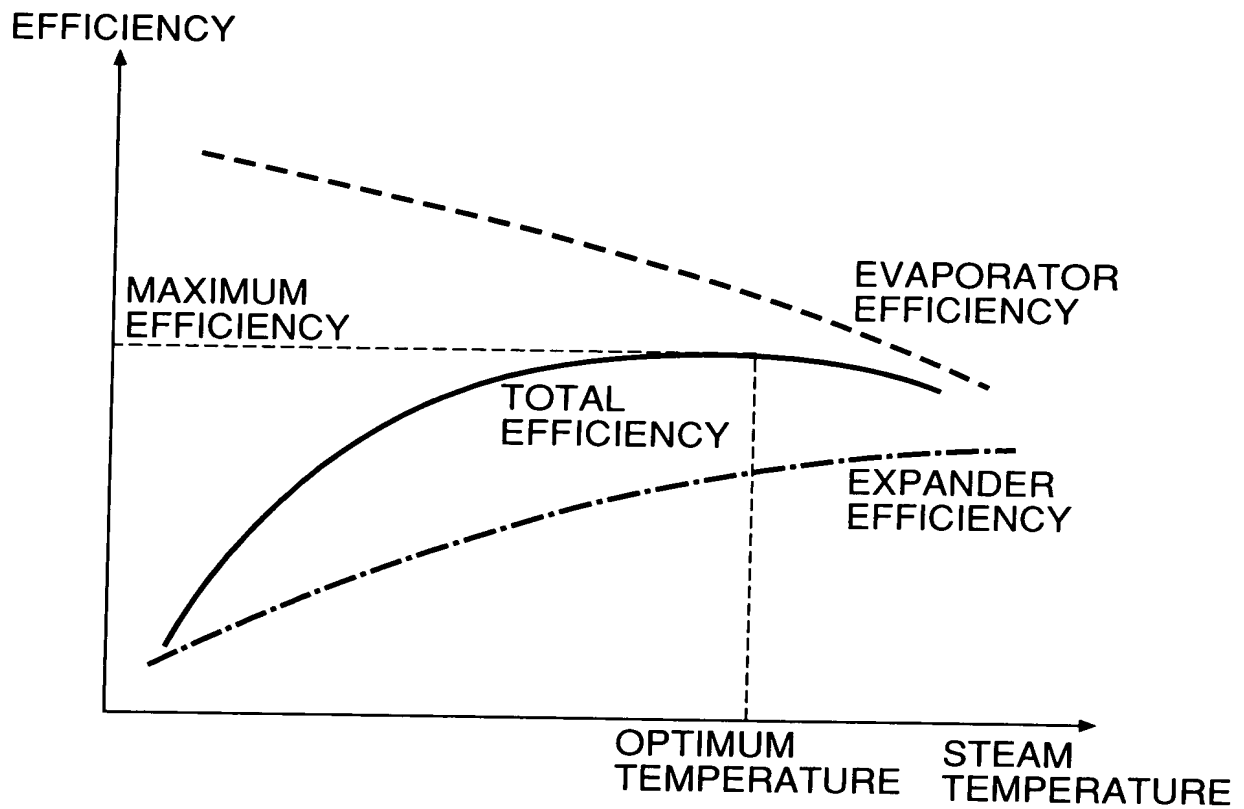 EFFICIENCY
MAXIMUM
EFFICIENCY
EVAPORATOR
EFFICIENCY
TOTAL
EFFICIENCY
EXPANDER
EFFICIENCY
OPTIMUM
TEMPERATURE
STEAM
TEMPERATURE